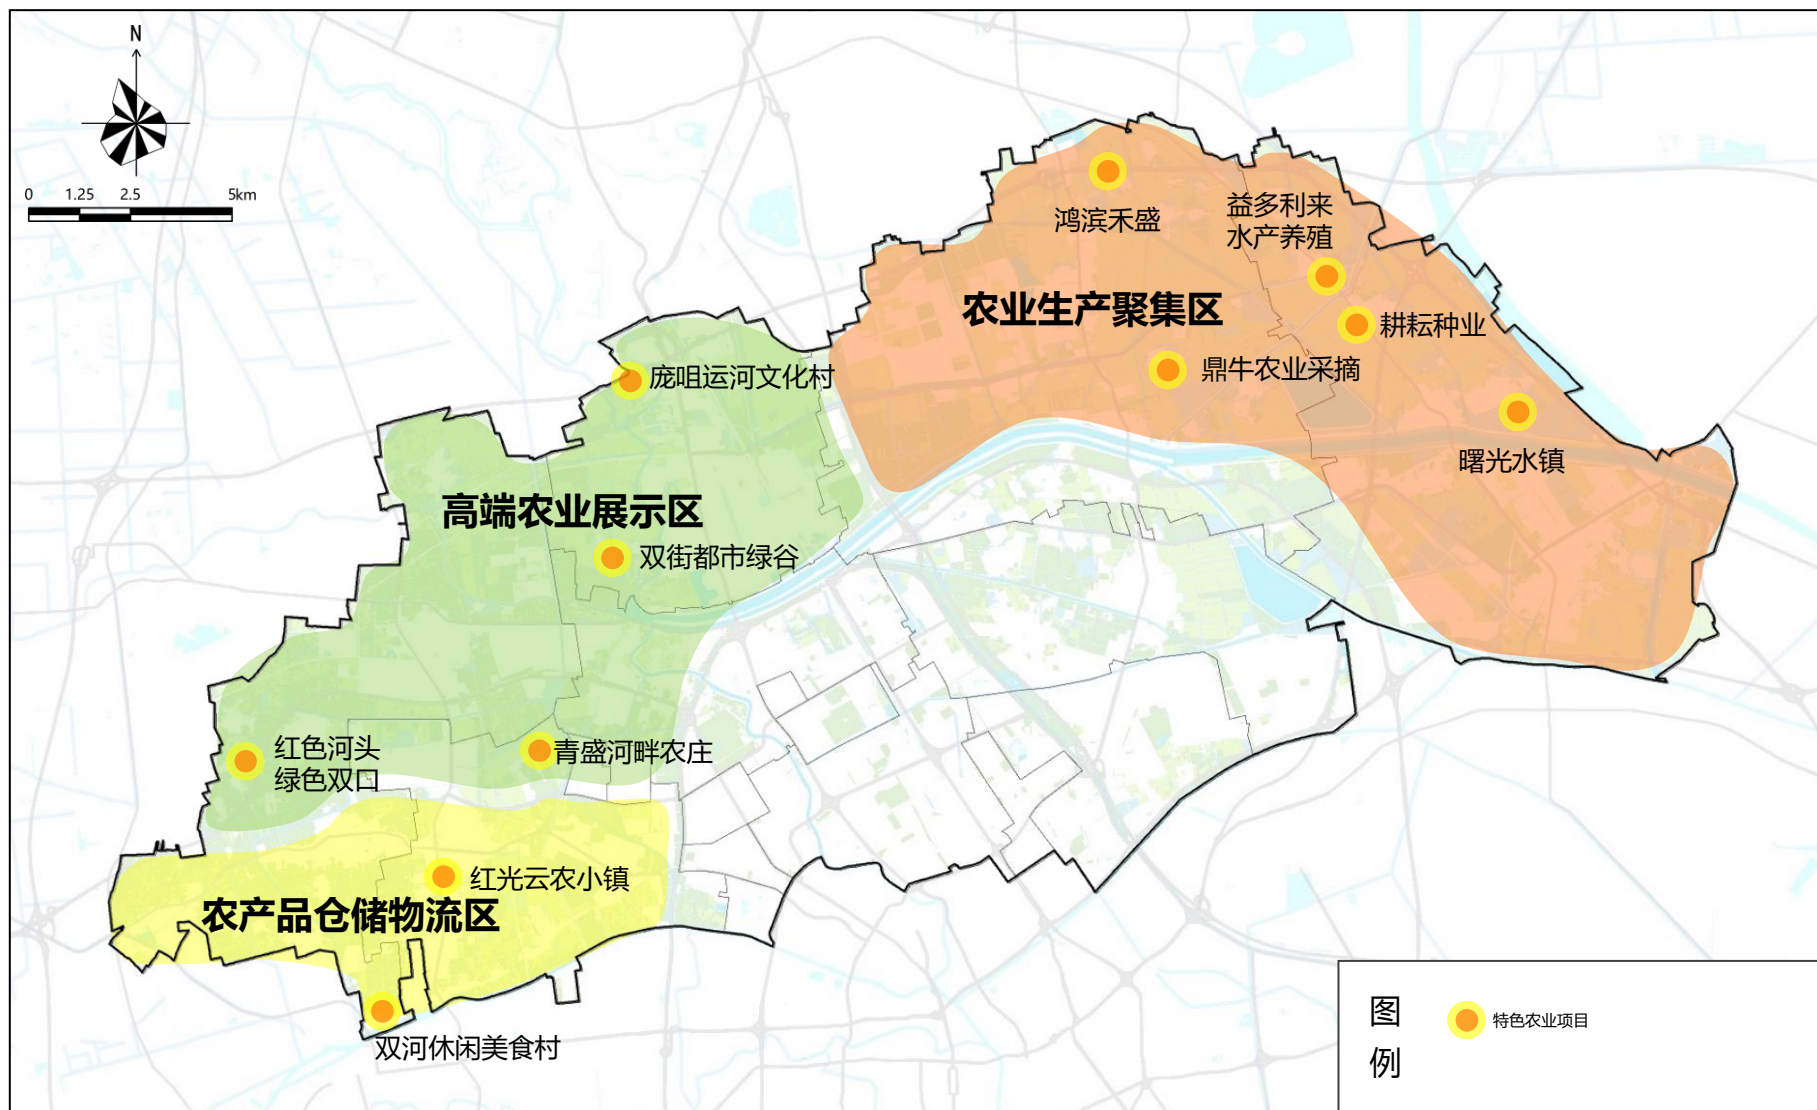 N
0 1.25 2.5 5km
鸿滨禾盛
益多利来
水产养殖
农业生产聚集区
耕耘种业
鼎牛农业采摘
庞咀运河文化村
曙光水镇
高端农业展示区
双街都市绿谷
红色河头
绿色双口
青盛河畔农庄
红光云农小镇
农产品仓储物流区
双河休闲美食村
图
例
特色农业项目